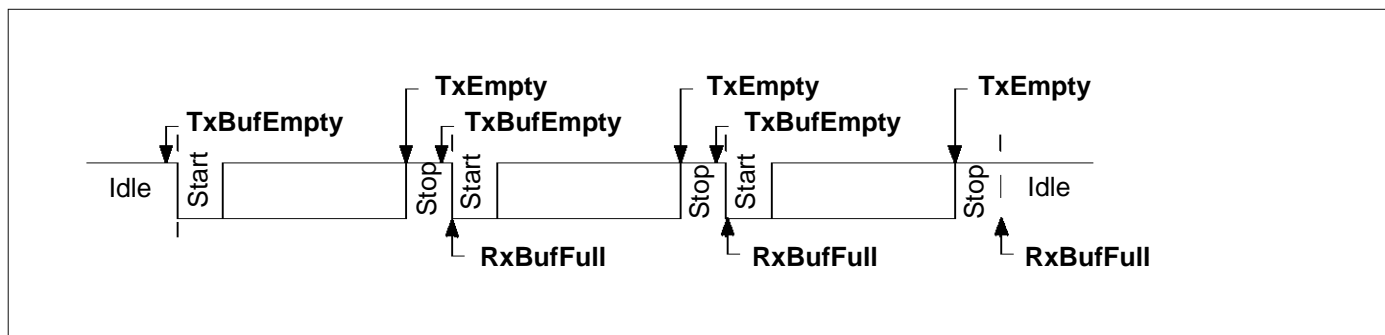 TxEmpty
TxEmpty
TxEmpty
TxBufEmpty
TxBufEmpty
TxBufEmpty
Idle
Start
Stop
Start
Stop
Start
Stop
Idle
RxBufFull
RxBufFull
RxBufFull